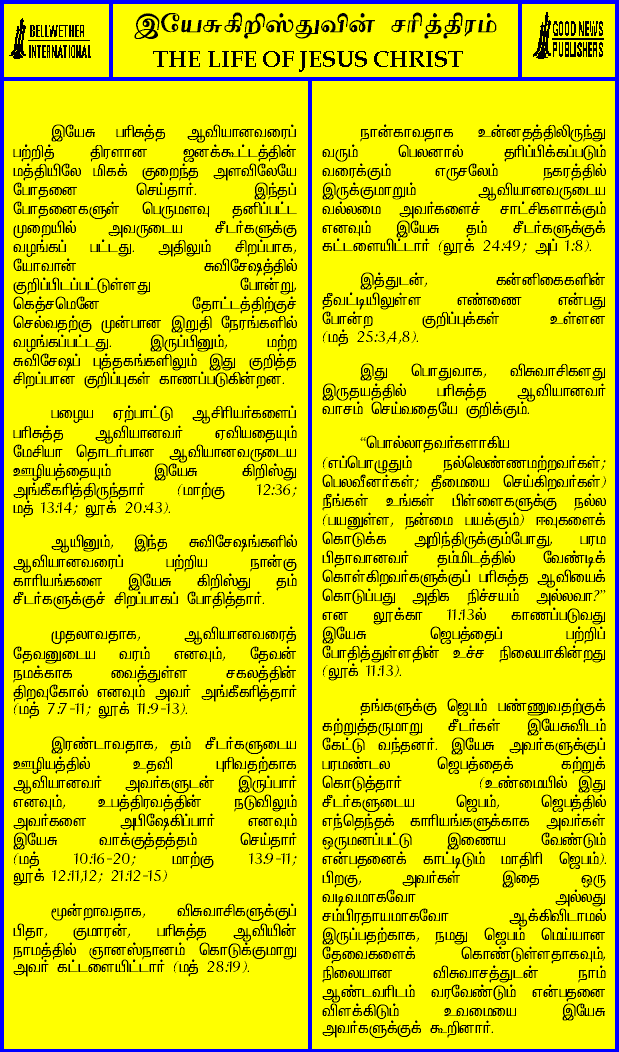 BELLWETHER
INTERNATIONAL
இயேசுகிறிஸ்துவின் சரித்திரம்
THE LIFE OF JESUS CHRIST
GOOD NEWS
PUBLISHERS
இயேசு பரிசுத்த ஆவியானவரைப்
பற்றித் திரளான ஜனக்கூட்டத்தின்
மத்தியிலே மிகக் குறைந்த அளவிலேயே
போதனை செய்தார். இந்தப்
போதனைகளுள் பெருமளவு தனிப்பட்ட
முறையில் அவருடைய சீடர்களுக்கு
வழங்கப் பட்டது. அதிலும் சிறப்பாக,
யோவான் சுவிசேஷத்தில்
குறிப்பிடப்பட்டுள்ளது போன்று,
கெத்சமெனே தோட்டத்திற்குச்
செல்வதற்கு முன்பான இறுதி நேரங்களில்
வழங்கப்பட்டது. இருப்பினும், மற்ற
சுவிசேஷப் புத்தகங்களிலும் இது குறித்த
சிறப்பான குறிப்புகள் காணப்படுகின்றன.
பழைய ஏற்பாட்டு ஆசிரியர்களைப்
பரிசுத்த ஆவியானவர் ஏவியதையும்
மேசியா தொடர்பான ஆவியானவருடைய
ஊழியத்தையும் இயேசு கிறிஸ்து
அங்கீகரித்திருந்தார் (மாற்கு 12:36;
மத் 13:14; லூக் 20:43).
ஆயினும், இந்த சுவிசேஷங்களில்
ஆவியானவரைப் பற்றிய நான்கு
காரியங்களை இயேசு கிறிஸ்து தம்
சீடர்களுக்குச் சிறப்பாகப் போதித்தார்.
முதலாவதாக, ஆவியானவரைத்
தேவனுடைய வரம் எனவும், தேவன்
நமக்காக வைத்துள்ள சகலத்தின்
திறவுகோல் எனவும் அவர் அங்கீகரித்தார்
(மத் 7:7-11; லூக் 11:9-13).
இரண்டாவதாக, தம் சீடர்களுடைய
ஊழியத்தில் உதவி புரிவதற்காக
ஆவியானவர் அவர்களுடன் இருப்பார்
எனவும், உபத்திரவத்தின் நடுவிலும்
அவர்களை அபிஷேகிப்பார் எனவும்
இயேசு வாக்குதத்தம் செய்தார்
(மத் 10:16-20; மாற்கு 13:9-11;
லூக் 12:11,12; 21:12-15)
மூன்றாவதாக, விசுவாசிகளுக்குப்
பிதா, குமாரன், பரிசுத்த ஆவியின்
நாமத்தில் ஞானஸ்நானம் கொடுக்குமாறு
அவர் கட்டளையிட்டார் (மத் 28:19).
நான்காவதாக உன்னதத்திலிருந்து
வரும் பெலனால் தரிப்பிக்கப்படும்
வரைக்கும் எருசலேம் நகரத்தில்
இருக்குமாறும் ஆவியானவருடைய
வல்லமை அவர்களைச் சாட்சிகளாக்கும்
எனவும் இயேசு தம் சீடர்களுக்குக்
கட்டளையிட்டார் (லூக் 24:49; அப் 1:8).
இத்துடன், கன்னிகைகளின்
தீவட்டியிலுள்ள எண்ணை என்பது
போன்ற குறிப்புக்கள் உள்ளன
(மத் 25:3,4,8).
இது பொதுவாக, விசுவாசிகளது
இருதயத்தில் பரிசுத்த ஆவியானவர்
வாசம் செய்வதையே குறிக்கும்.
“பொல்லாதவர்களாகிய
(எப்பொழுதும் நல்லெண்ணமற்றவர்கள்;
பெலவீனர்கள்; தீமையை செய்கிறவர்கள்)
நீங்கள் உங்கள் பிள்ளைகளுக்கு நல்ல
(பயனுள்ள, நன்மை பயக்கும்) ஈவுகளைக்
கொடுக்க அறிந்திருக்கும்போது, பரம
பிதாவானவர் தம்மிடத்தில் வேண்டிக்
கொள்கிறவர்களுக்குப் பரிசுத்த ஆவியைக்
கொடுப்பது அதிக நிச்சயம் அல்லவா?”
என லூக்கா 11:13ல் காணப்படுவது
இயேசு ஜெபத்தைப் பற்றிப்
போதித்துள்ளதின் உச்ச நிலையாகின்றது
(லூக் 11:13).
தங்களுக்கு ஜெபம் பண்ணுவதற்குக்
கற்றுத்தருமாறு சீடர்கள் இயேசுவிடம்
கேட்டு வந்தனர். இயேசு அவர்களுக்குப்
பரமண்டல ஜெபத்தைக் கற்றுக்
கொடுத்தார் (உண்மையில் இது
சீடர்களுடைய ஜெபம், ஜெபத்தில்
எந்தெந்தக் காரியங்களுக்காக அவர்கள்
ஒருமனப்பட்டு இணைய வேண்டும்
என்பதனைக் காட்டிடும் மாதிரி ஜெபம்).
பிறகு, அவர்கள் இதை ஒரு
வடிவமாகவோ அல்லது
சம்பிரதாயமாகவோ ஆக்கிவிடாமல்
இருப்பதற்காக, நமது ஜெபம் மெய்யான
தேவைகளைக் கொண்டுள்ளதாகவும்,
நிலையான விசுவாசத்துடன் நாம்
ஆண்டவரிடம் வரவேண்டும் என்பதனை
விளக்கிடும் உவமையை இயேசு
அவர்களுக்குக் கூறினார்.